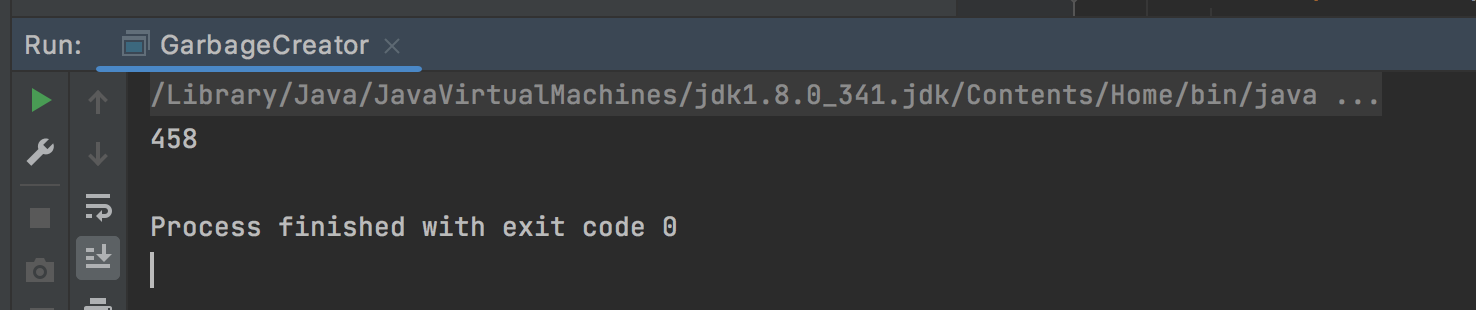 Run: GarbageCreator
/Library/Java/JavaVirtualMachines/jdk1.8.0_341.jdk/Contents/Home/bin/java ...
458
Process finished with exit code 0